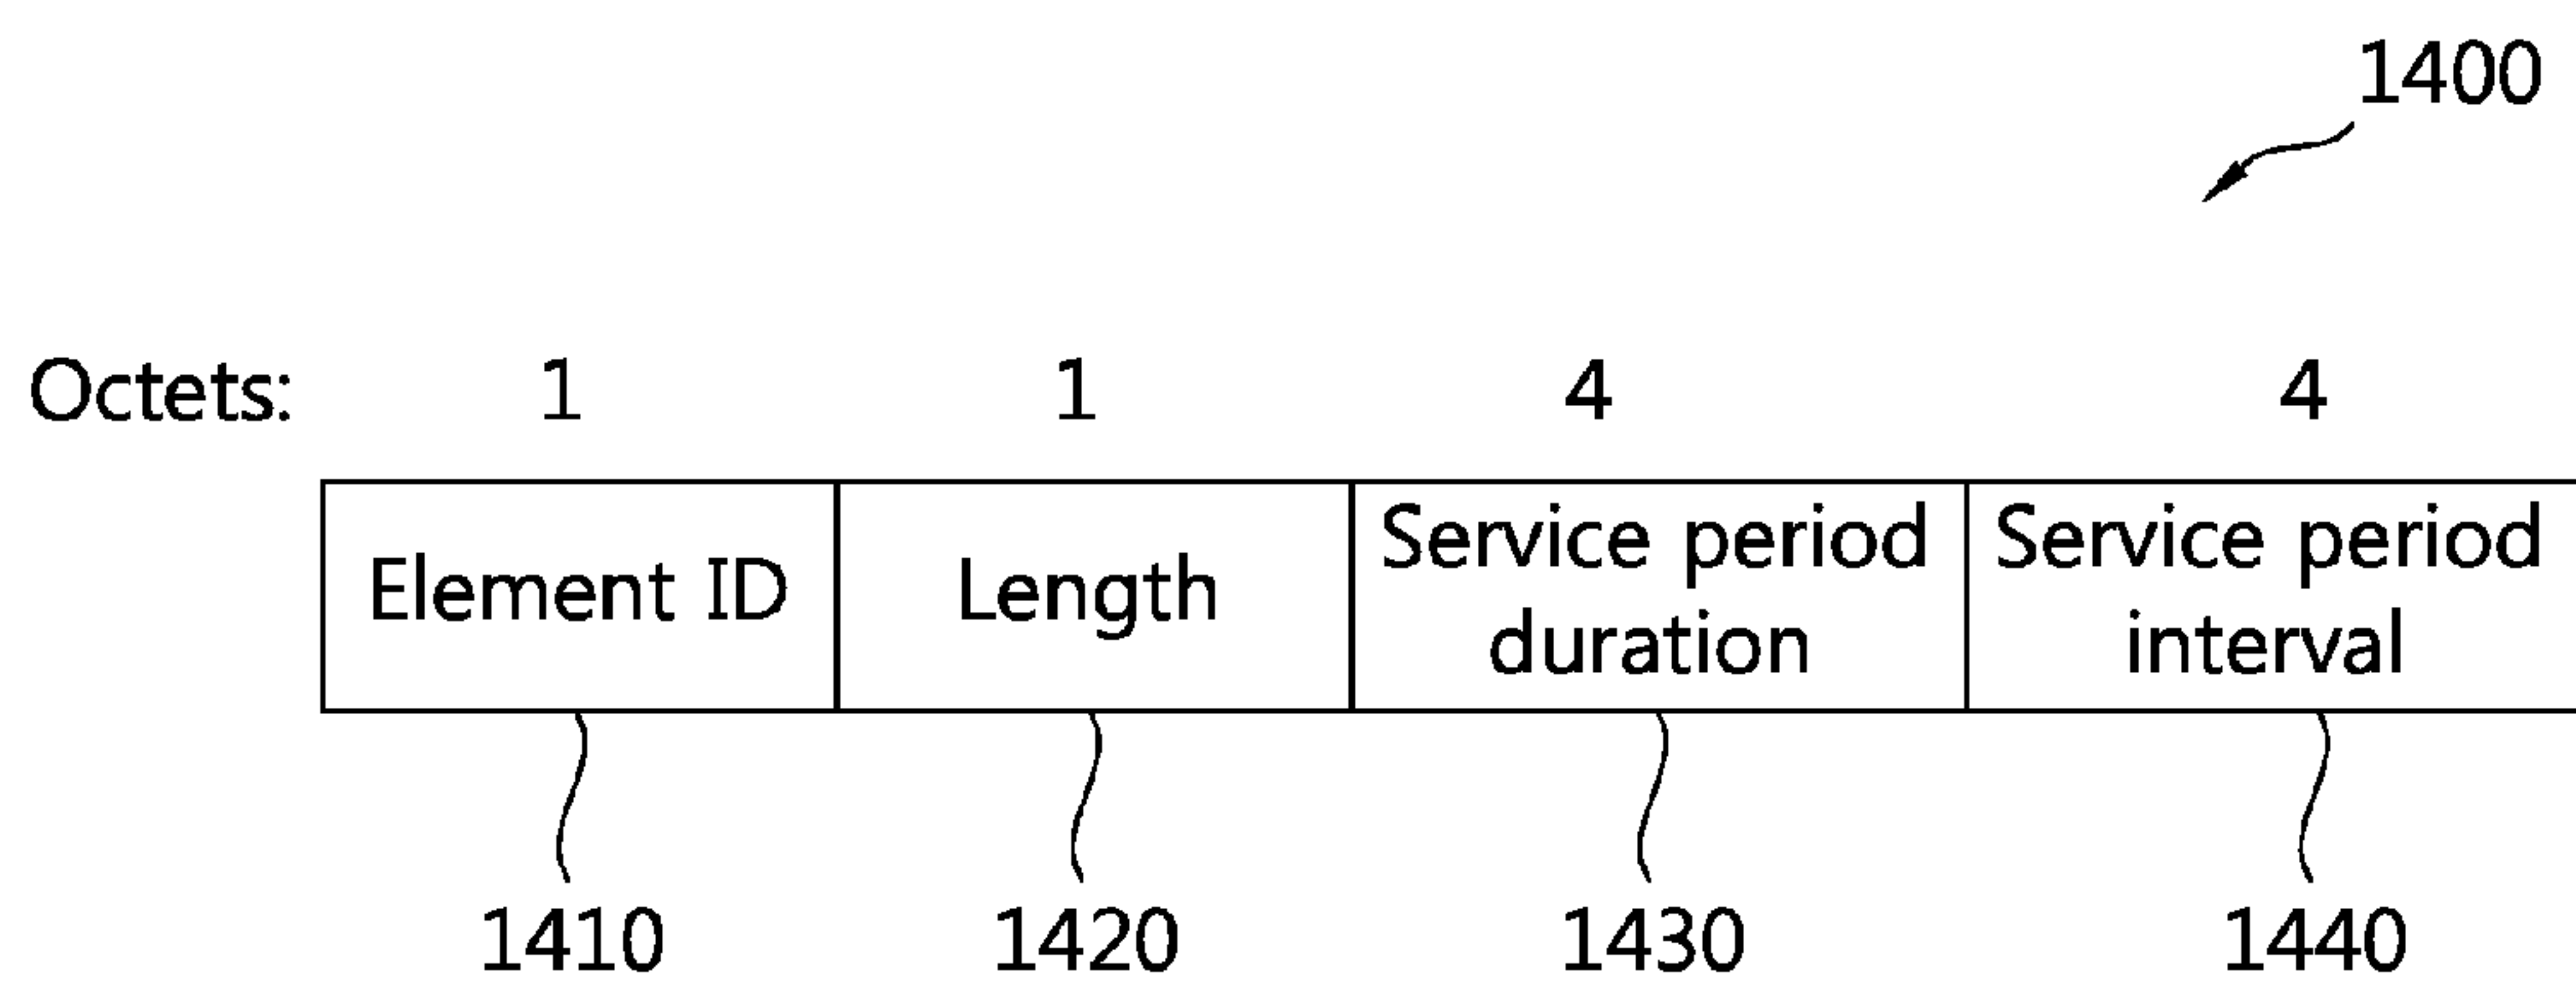 1400
Octets: 1 1 4 4
Element ID Length Service period duration Service period interval
1410 1420 1430 1440